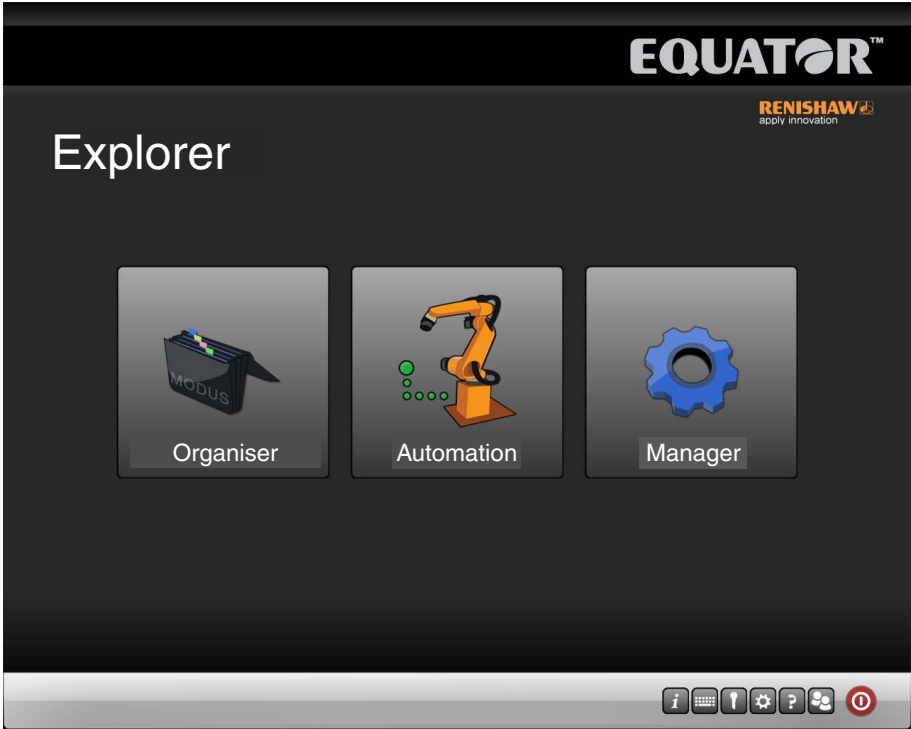 EQUATOR™
RENISHAW
apply innovation
Explorer
MODUS
Organiser
Automation
Manager
i
?